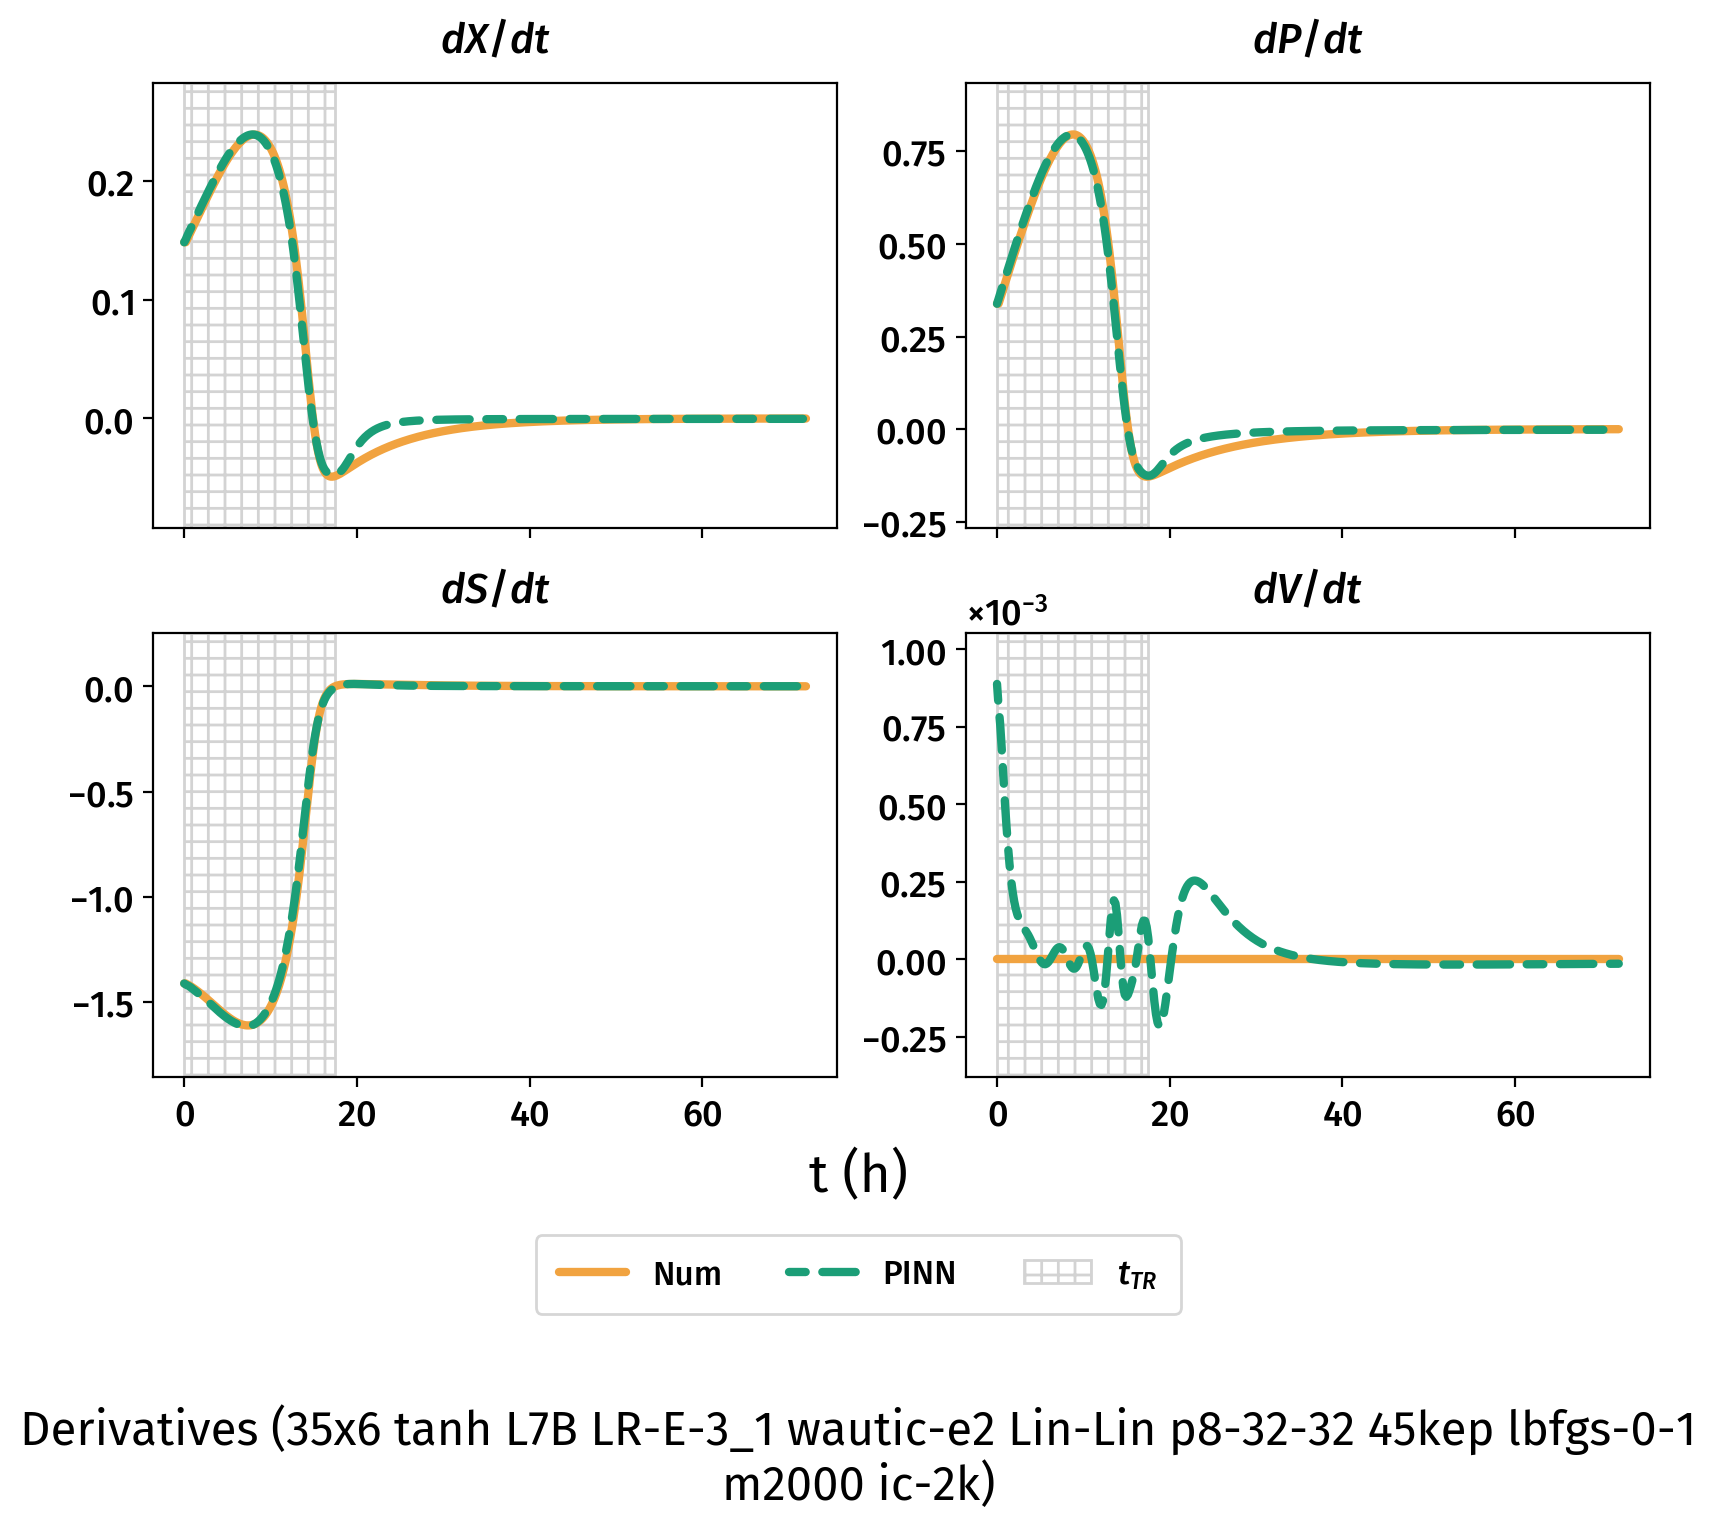 dX/dt
dP/dt
0.2
0.1
0.0
0.75
0.50
0.25
0.00
−0.25
dS/dt
dV/dt
×10⁻³
0.0
−0.5
−1.0
−1.5
1.00
0.75
0.50
0.25
0.00
−0.25
0 20 40 60
0 20 40 60
t (h)
Num PINN t_TR
Derivatives (35x6 tanh L7B LR-E-3_1 wautic-e2 Lin-Lin p8-32-32 45kep lbfgs-0-1
m2000 ic-2k)